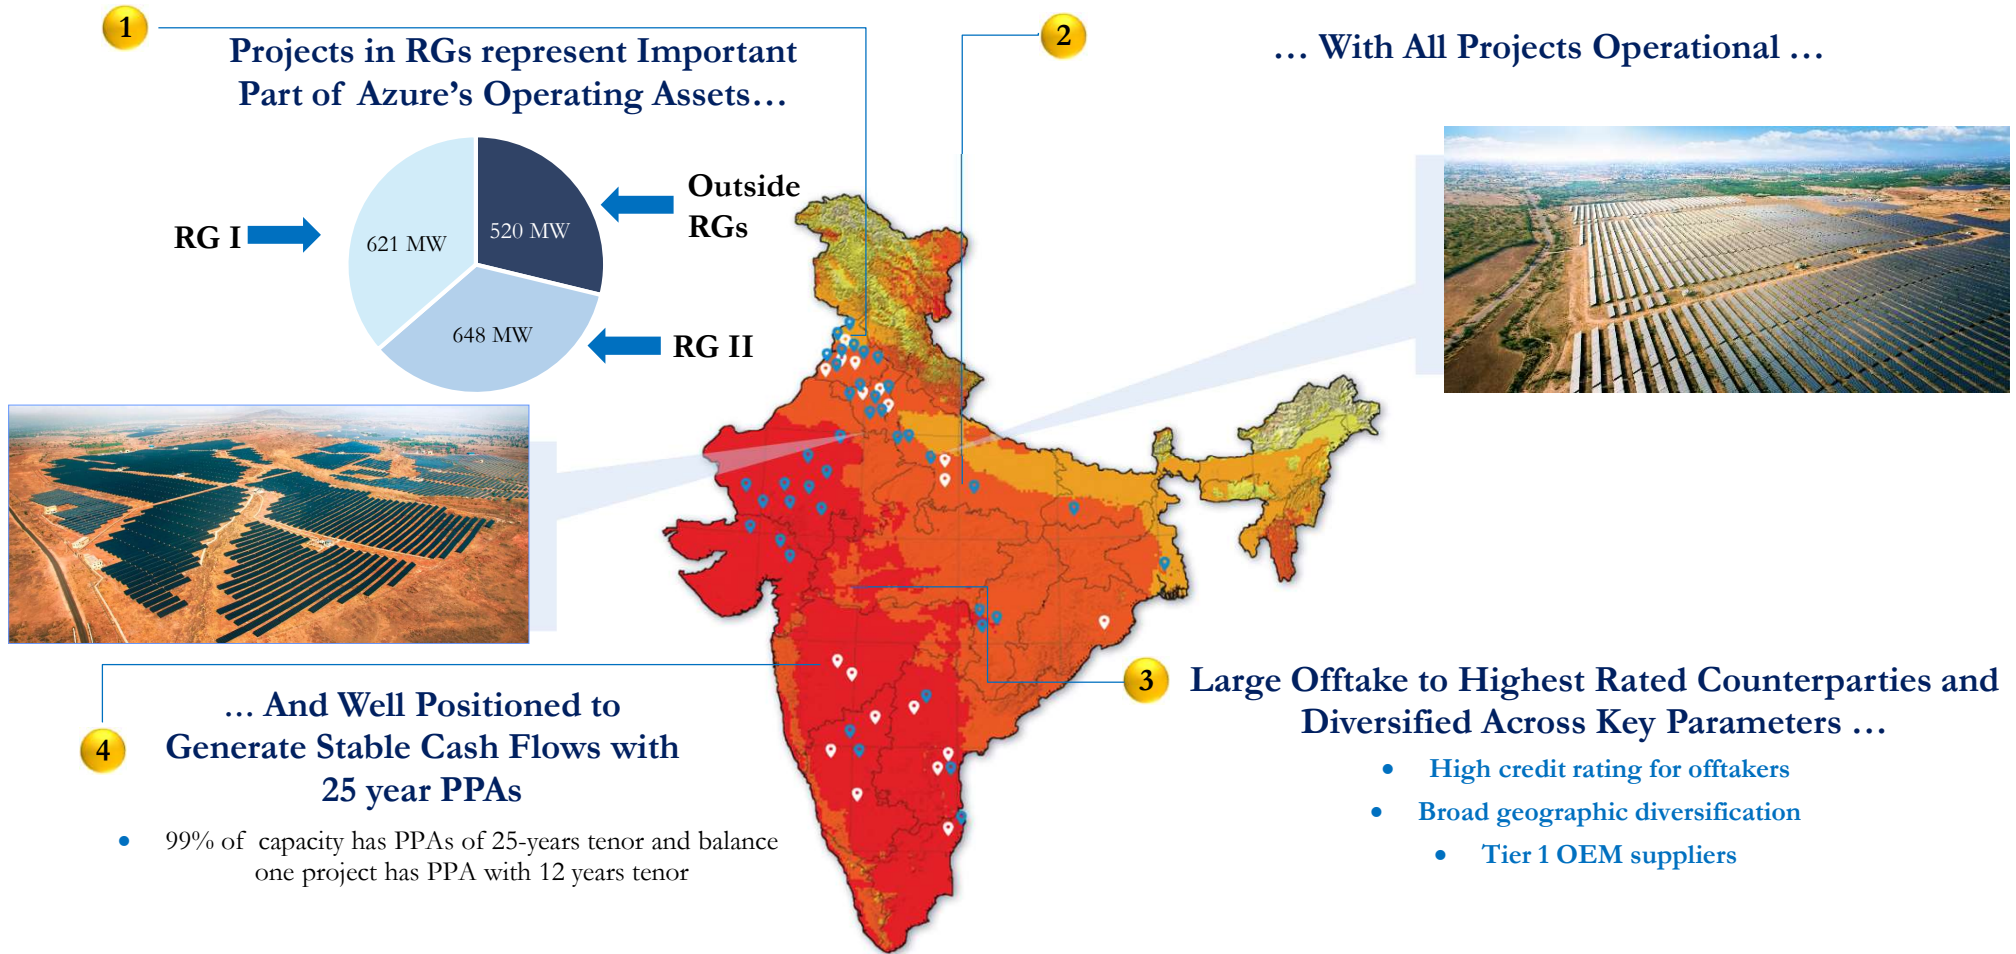 1
Projects in RGs represent Important
Part of Azure's Operating Assets…
RG I
621 MW
520 MW
648 MW
Outside
RGs
RG II
2
… With All Projects Operational …
3
Large Offtake to Highest Rated Counterparties and
Diversified Across Key Parameters …
• High credit rating for offtakers
• Broad geographic diversification
• Tier 1 OEM suppliers
4
… And Well Positioned to
Generate Stable Cash Flows with
25 year PPAs
• 99% of capacity has PPAs of 25-years tenor and balance
one project has PPA with 12 years tenor